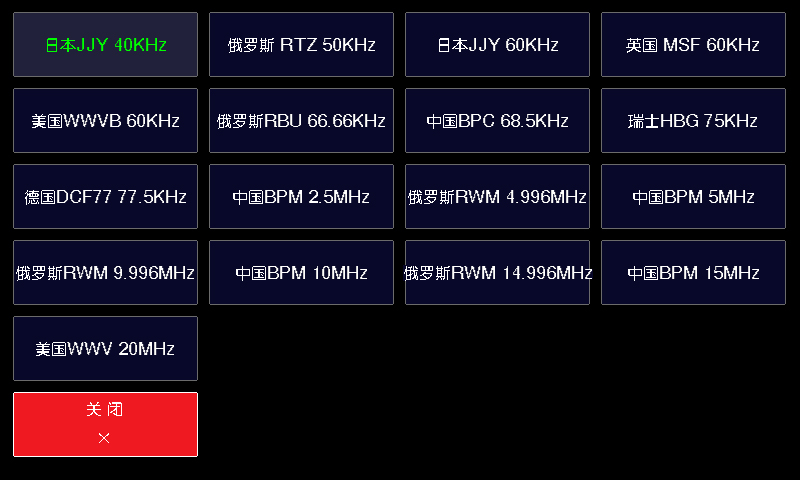 日本JJY 40KHz
俄罗斯 RTZ 50KHz
日本JJY 60KHz
英国 MSF 60KHz
美国WWVB 60KHz
俄罗斯RBU 66.66KHz
中国BPC 68.5KHz
瑞士HBG 75KHz
德国DCF77 77.5KHz
中国BPM 2.5MHz
俄罗斯RWM 4.996MHz
中国BPM 5MHz
俄罗斯RWM 9.996MHz
中国BPM 10MHz
俄罗斯RWM 14.996MHz
中国BPM 15MHz
美国WWV 20MHz
关 闭
×